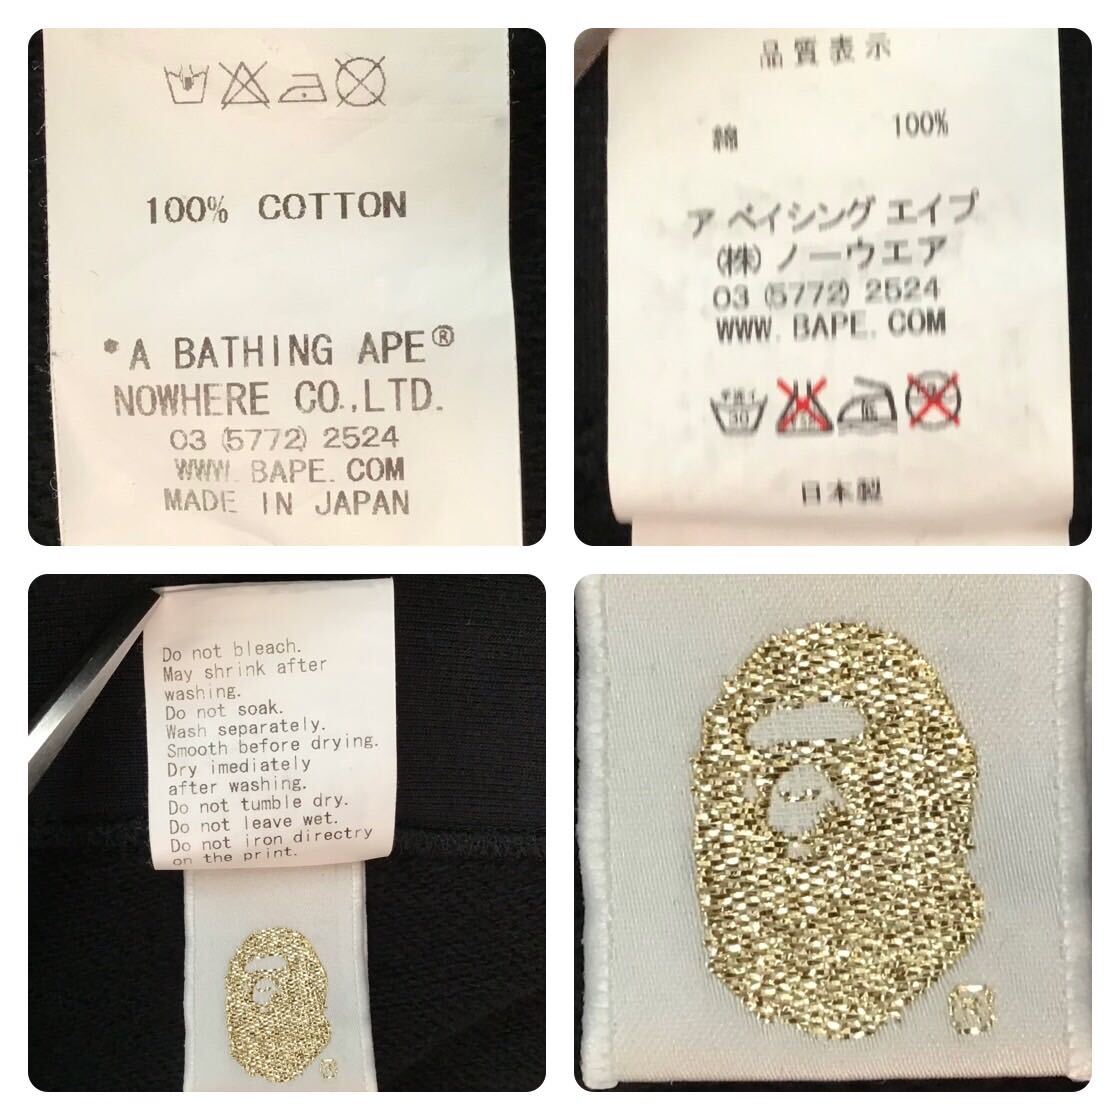 100% COTTON
*A BATHING APE®
NOWHERE CO.,LTD.
03 (5772) 2524
WWW. BAPE. COM
MADE IN JAPAN
品質表示
綿 100%
ア ベイシング エイプ
(株) ノーウエア
03 (5772) 2524
WWW. BAPE. COM
日本製
Do not bleach.
May shrink after
washing.
Do not soak.
Wash separately.
Smooth before drying.
Dry imediately
after washing.
Do not tumble dry.
Do not leave wet.
Do not iron directry
on the print.